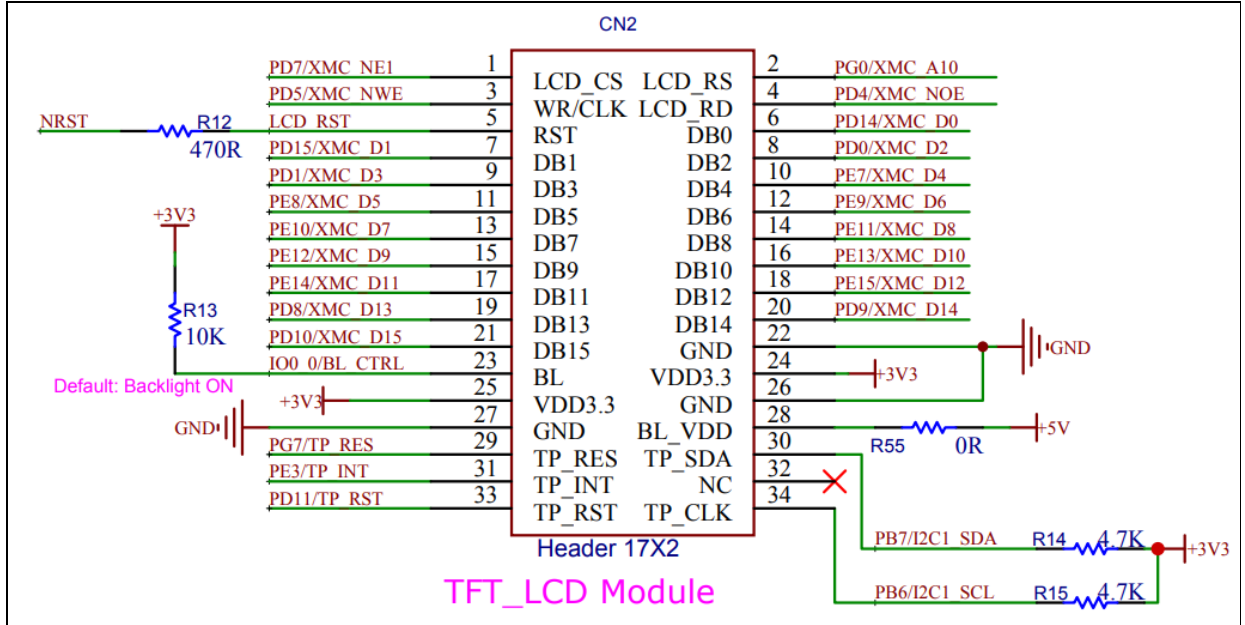 CN2
PD7/XMC_NE1 1 LCD_CS LCD_RS 2 PG0/XMC_A10
PD5/XMC_NWE 3 WR/CLK LCD_RD 4 PD4/XMC_NOE
NRST R12 470R LCD_RST 5 RST DB0 6 PD14/XMC_D0
PD15/XMC_D1 7 DB1 DB2 8 PD0/XMC_D2
PD1/XMC_D3 9 DB3 DB4 10 PE7/XMC_D4
PE8/XMC_D5 11 DB5 DB6 12 PE9/XMC_D6
+3V3
PE10/XMC_D7 13 DB7 DB8 14 PE11/XMC_D8
PE12/XMC_D9 15 DB9 DB10 16 PE13/XMC_D10
PE14/XMC_D11 17 DB11 DB12 18 PE15/XMC_D12
R13 10K
PD8/XMC_D13 19 DB13 DB14 20 PD9/XMC_D14
PD10/XMC_D15 21 DB15 GND 22 GND
IO0_0/BL_CTRL 23 BL VDD3.3 24 +3V3
Default: Backlight ON
+3V3 25 VDD3.3 GND 26
GND 27 GND BL_VDD 28 R55 0R +5V
PG7/TP_RES 29 TP_RES TP_SDA 30
PE3/TP_INT 31 TP_INT NC 32
PD11/TP_RST 33 TP_RST TP_CLK 34
Header 17X2
PB7/I2C1_SDA R14 4.7K +3V3
TFT_LCD Module
PB6/I2C1_SCL R15 4.7K